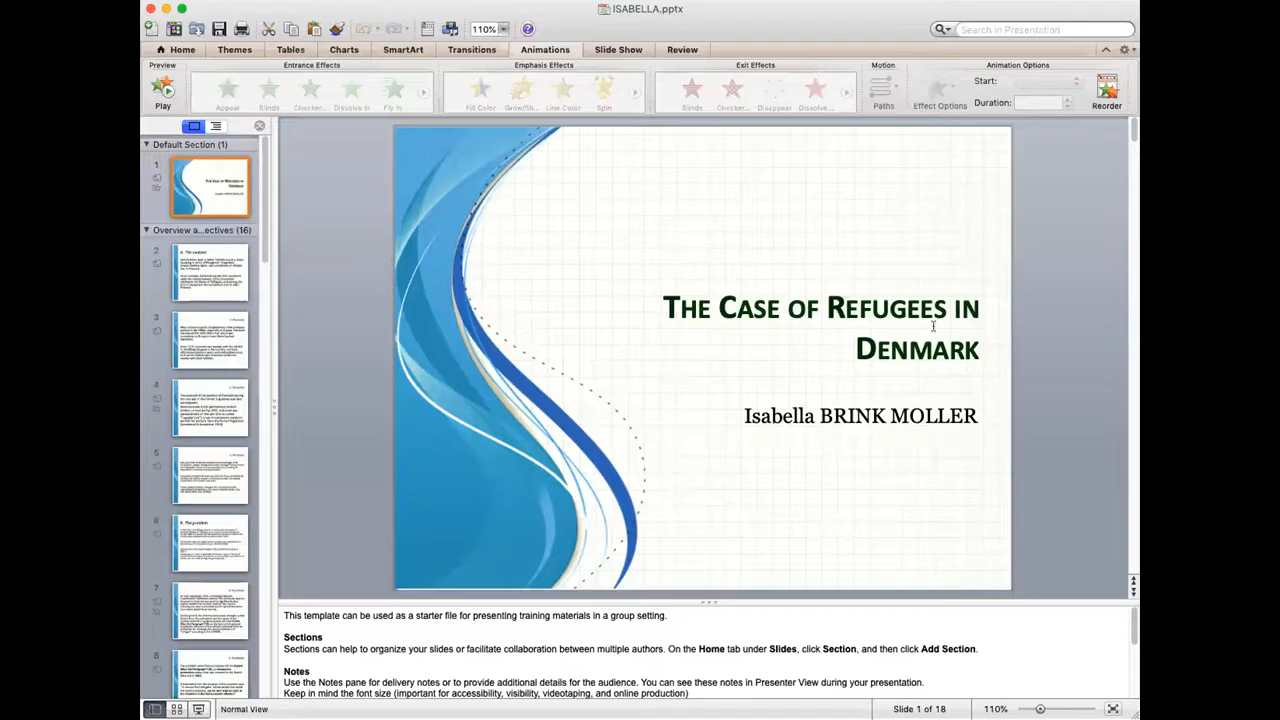 ISABELLA.pptx
110%
Search in Presentation
Home Themes Tables Charts SmartArt Transitions Animations Slide Show Review
Preview Entrance Effects Emphasis Effects Exit Effects Motion Animation Options
Start:
Duration:
Play Appear Blinds Checker... Dissolve In Fly In Fill Color Grow/Sh... Line Color Spin Blinds Checker... Disappear Dissolve... Paths Effect Options Reorder
Default Section (1)
1
Overview a...ectives (16)
2
3
4
5
6
7
8
THE CASE OF REFUGEES IN
DENMARK
Isabella BRINK MOLLER
This template can be used as a starter file for presenting training materials in a group setting.
Sections
Sections can help to organize your slides or facilitate collaboration between multiple authors. On the Home tab under Slides, click Section, and then click Add Section.
Notes
Use the Notes pane for delivery notes or to provide additional details for the audience. You can see these notes in Presenter View during your presentation.
Keep in mind the font size (important for accessibility, visibility, videotaping, and online production)
Normal View
Slide 1 of 18
110%